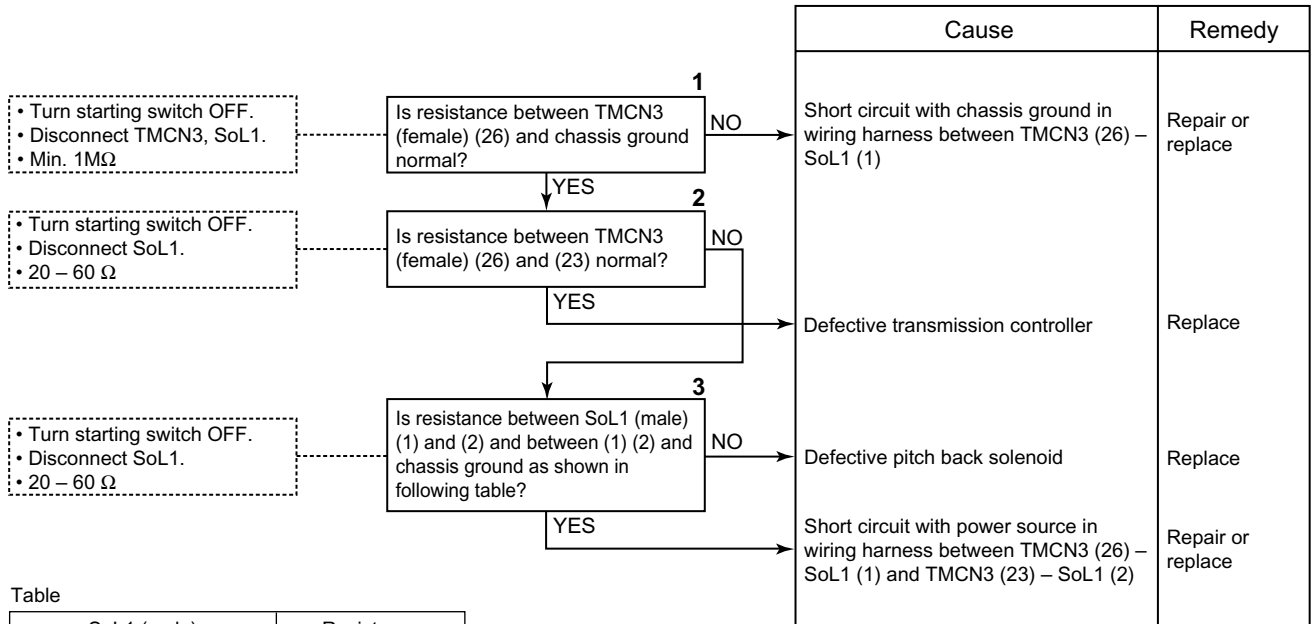 Cause
Remedy
1
• Turn starting switch OFF.
• Disconnect TMCN3, SoL1.
• Min. 1MΩ
Is resistance between TMCN3
(female) (26) and chassis ground
normal?
NO
Short circuit with chassis ground in
wiring harness between TMCN3 (26) –
SoL1 (1)
Repair or
replace
YES
2
• Turn starting switch OFF.
• Disconnect SoL1.
• 20 – 60 Ω
Is resistance between TMCN3
(female) (26) and (23) normal?
NO
YES
Defective transmission controller
Replace
3
• Turn starting switch OFF.
• Disconnect SoL1.
• 20 – 60 Ω
Is resistance between SoL1 (male)
(1) and (2) and between (1) (2) and
chassis ground as shown in
following table?
NO
Defective pitch back solenoid
Replace
YES
Short circuit with power source in
wiring harness between TMCN3 (26) –
SoL1 (1) and TMCN3 (23) – SoL1 (2)
Repair or
replace
Table